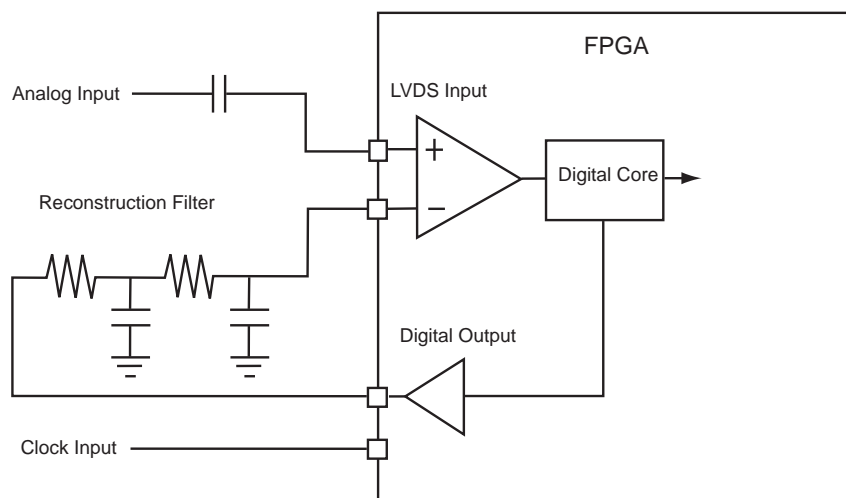 FPGA
Analog Input
LVDS Input
+
Digital Core
Reconstruction Filter
−
Digital Output
Clock Input